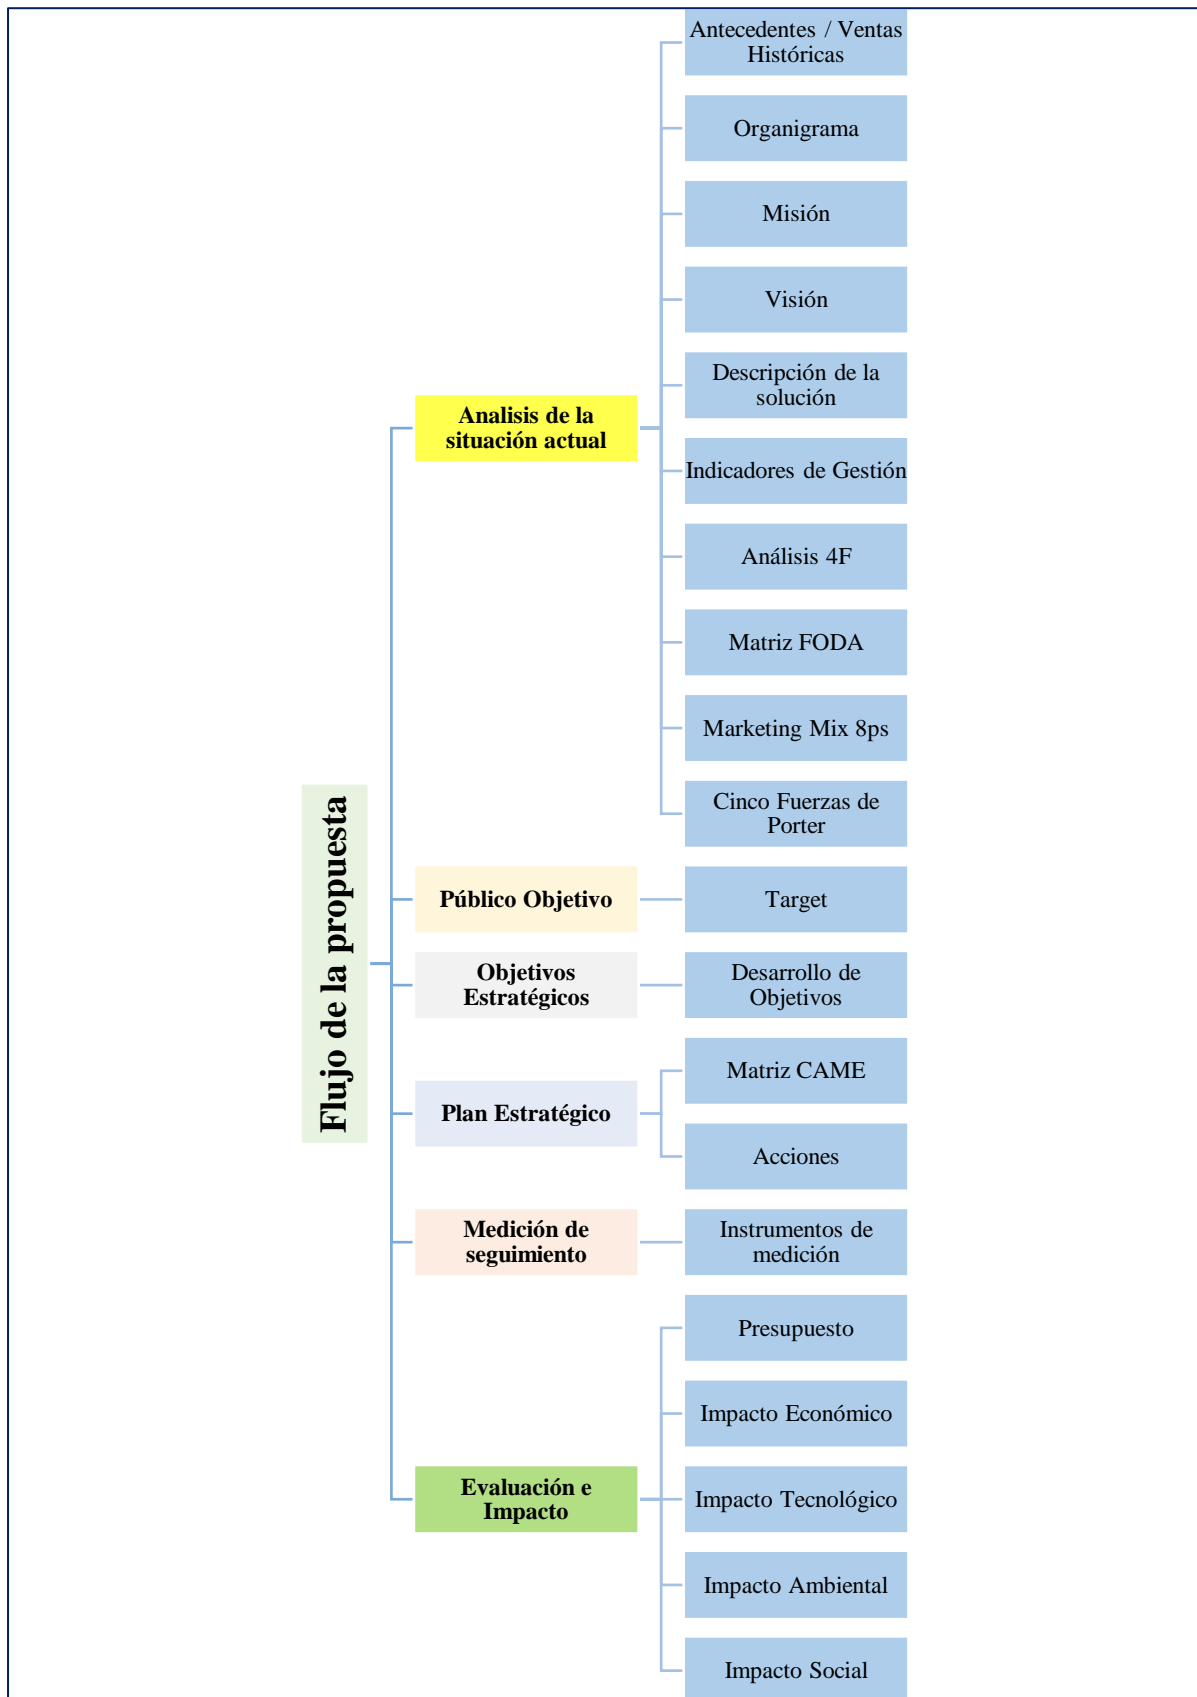 Flujo de la propuesta
Analisis de la
situación actual
Antecedentes / Ventas
Históricas
Organigrama
Misión
Visión
Descripción de la
solución
Indicadores de Gestión
Análisis 4F
Matriz FODA
Marketing Mix 8ps
Cinco Fuerzas de
Porter
Público Objetivo
Target
Objetivos
Estratégicos
Desarrollo de
Objetivos
Plan Estratégico
Matriz CAME
Acciones
Medición de
seguimiento
Instrumentos de
medición
Evaluación e
Impacto
Presupuesto
Impacto Económico
Impacto Tecnológico
Impacto Ambiental
Impacto Social